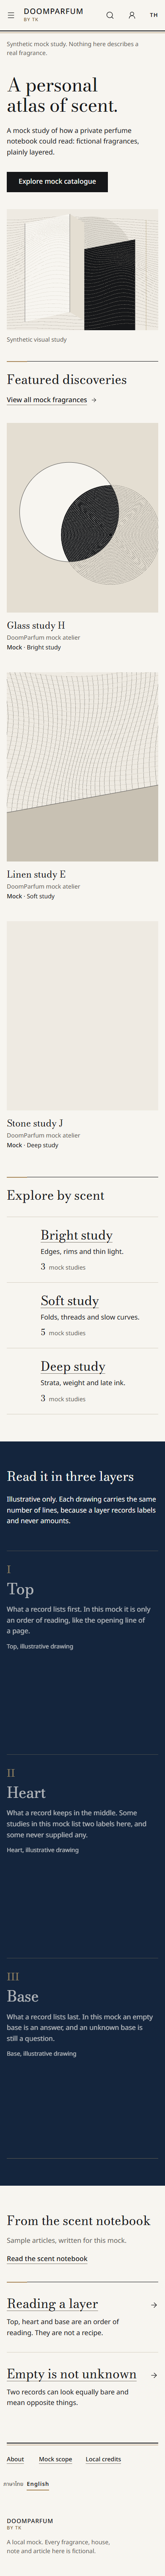 DOOMPARFUM
BY TK
TH
Synthetic mock study. Nothing here describes a
real fragrance.
A personal
atlas of scent.
A mock study of how a private perfume
notebook could read: fictional fragrances,
plainly layered.
Explore mock catalogue
Synthetic visual study
Featured discoveries
View all mock fragrances →
Glass study H
DoomParfum mock atelier
Mock · Bright study
Linen study E
DoomParfum mock atelier
Mock · Soft study
Stone study J
DoomParfum mock atelier
Mock · Deep study
Explore by scent
Bright study
Edges, rims and thin light.
3 mock studies
Soft study
Folds, threads and slow curves.
5 mock studies
Deep study
Strata, weight and late ink.
3 mock studies
Read it in three layers
Illustrative only. Each drawing carries the same
number of lines, because a layer records labels
and never amounts.
I
Top
What a record lists first. In this mock it is only
an order of reading, like the opening line of
a page.
Top, illustrative drawing
II
Heart
What a record keeps in the middle. Some
studies in this mock list two labels here, and
some never supplied any.
Heart, illustrative drawing
III
Base
What a record lists last. In this mock an empty
base is an answer, and an unknown base is
still a question.
Base, illustrative drawing
From the scent notebook
Sample articles, written for this mock.
Read the scent notebook
Reading a layer →
Top, heart and base are an order of
reading. They are not a recipe.
Empty is not unknown →
Two records can look equally bare and
mean opposite things.
About Mock scope Local credits
ภาษาไทย English
DOOMPARFUM
BY TK
A local mock. Every fragrance, house,
note and article here is fictional.